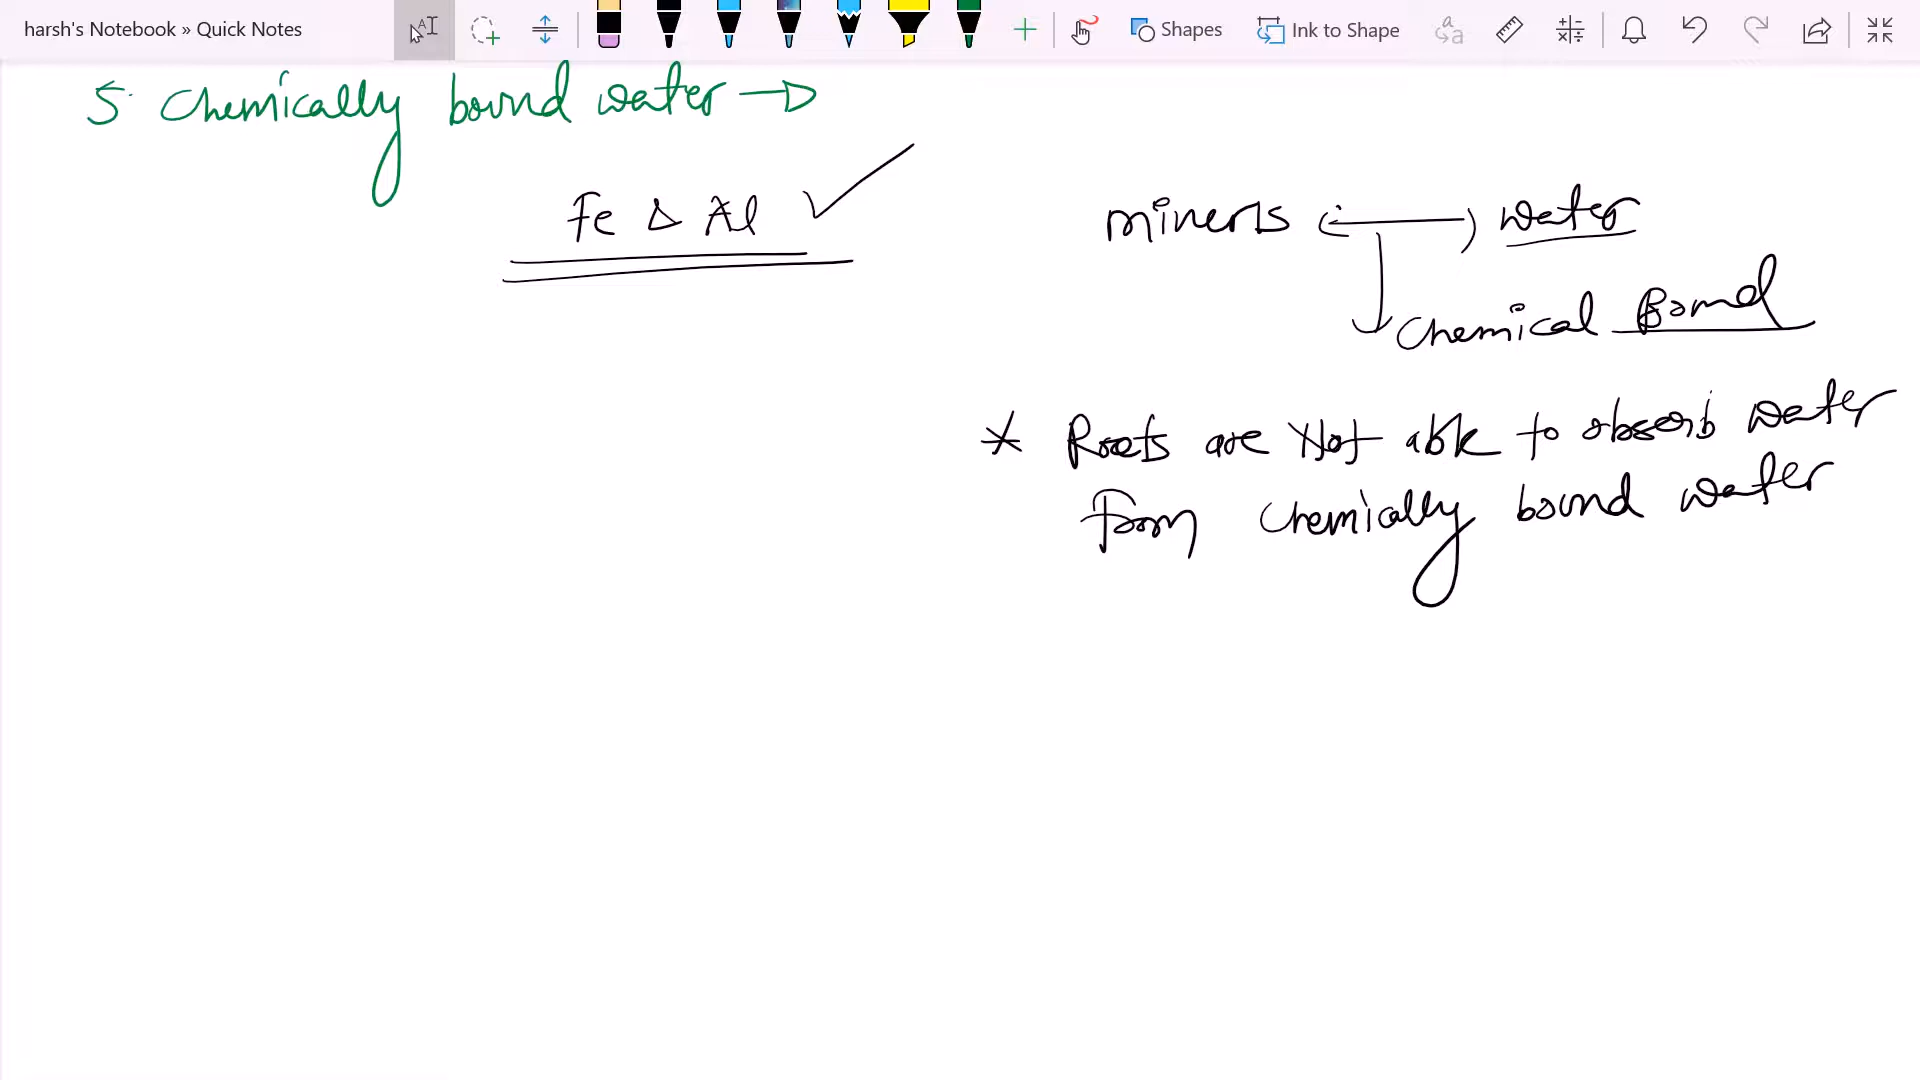 harsh's Notebook » Quick Notes
Shapes
Ink to Shape
5. Chemically bound water →
Fe & Al ✓
minerls ⟷ water
Chemical Bond
* Roots are Not able to absorb water
from chemically bound water